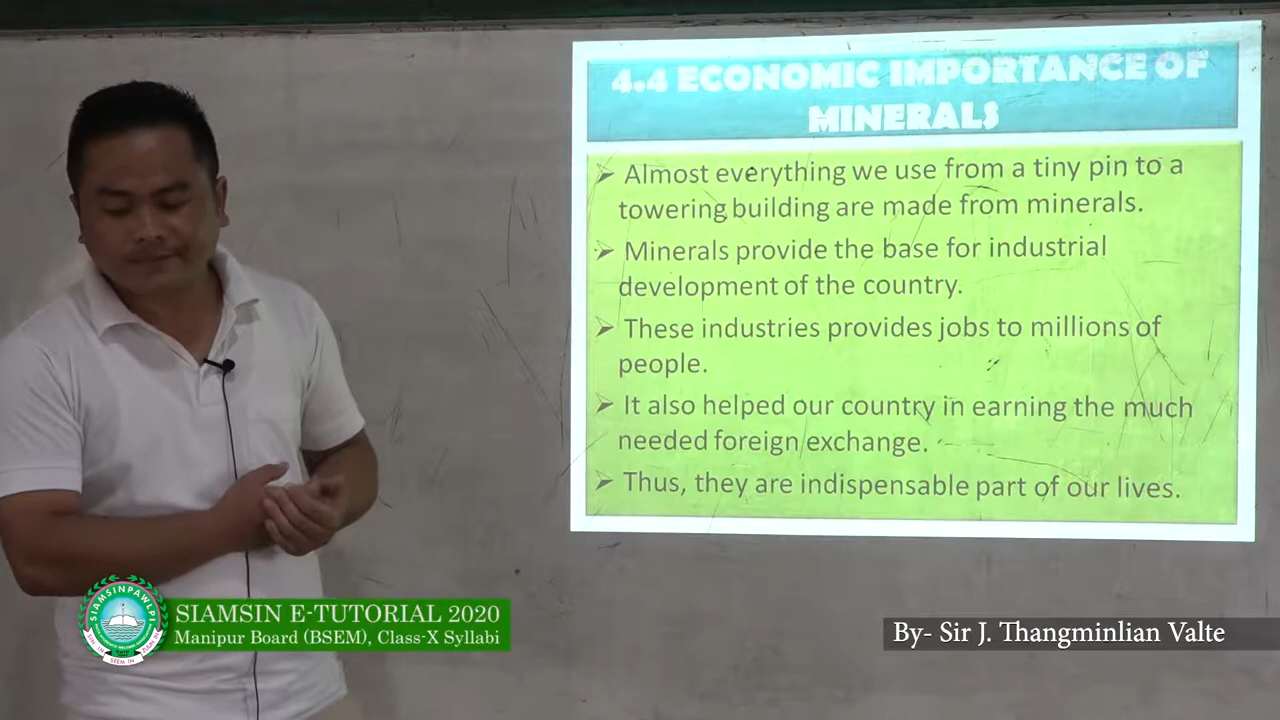 4.4 ECONOMIC IMPORTANCE OF
MINERALS
➢ Almost everything we use from a tiny pin to a
towering building are made from minerals.
➢ Minerals provide the base for industrial
development of the country.
➢ These industries provides jobs to millions of
people.
➢ It also helped our country in earning the much
needed foreign exchange.
➢ Thus, they are indispensable part of our lives.
SIAMSINPAWLPI
SEEM IN
SIAMSIN E-TUTORIAL 2020
Manipur Board (BSEM), Class-X Syllabi
By- Sir J. Thangminlian Valte